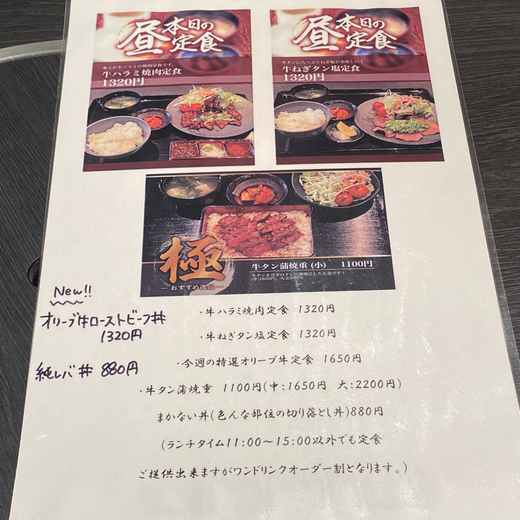 昼 本日の定食
牛ハラミ焼肉定食
1320円
昼 本日の定食
牛ねぎタン塩定食
1320円
極
おすすめ逸品
牛タン蒲焼重(小) 1100円
New!!
オリーブ牛ローストビーフ丼
1320円
純レバ丼 880円
・牛ハラミ焼肉定食 1320円
・牛ねぎタン塩定食 1320円
・今週の特選オリーブ牛定食 1650円
・牛タン蒲焼重 1100円(中:1650円 大:2200円)
まかない丼(色んな部位の切り落とし丼)880円
(ランチタイム11:00〜15:00以外でも定食
ご提供出来ますがワンドリンクオーダー制となります。)